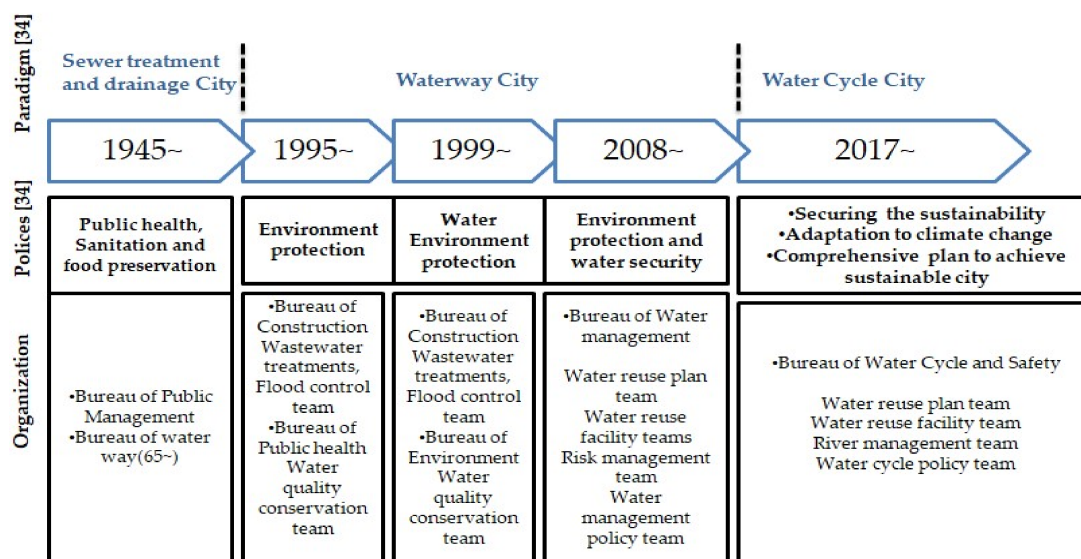 Paradigm [34]
Sewer treatment
and drainage City
Waterway City
Water Cycle City
1945~
1995~
1999~
2008~
2017~
Polices [34]
Public health,
Sanitation and
food preservation
Environment
protection
Water
Environment
protection
Environment
protection and
water security
•Securing the sustainability
•Adaptation to climate change
•Comprehensive plan to achieve
sustainable city
Organization
•Bureau of Public
Management
•Bureau of water
way(65~)
•Bureau of
Construction
Wastewater
treatments,
Flood control
team
•Bureau of
Public health
Water
quality
conservation
team
•Bureau of
Construction
Wastewater
treatments,
Flood control
team
•Bureau of
Environment
Water
quality
conservation
team
•Bureau of Water
management
Water reuse plan
team
Water reuse
facility teams
Risk management
team
Water
management
policy team
•Bureau of Water Cycle and Safety
Water reuse plan team
Water reuse facility team
River management team
Water cycle policy team